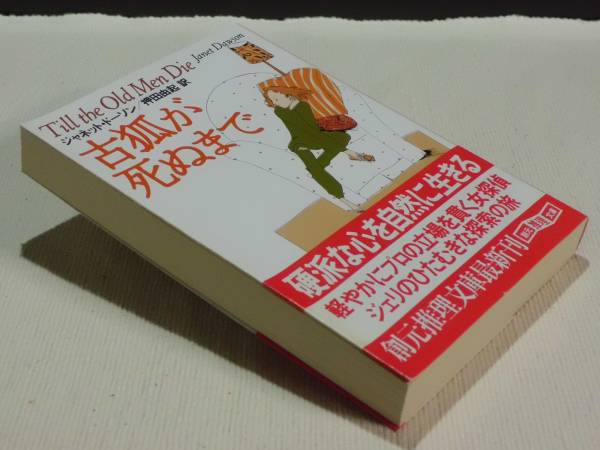 Till the Old Men Die Janet Dawson
ジャネット・ドーソン 押田由起 訳
古狐が
死ぬまで
硬派な心を自然に生きる
軽やかにプロの立場を貫く女探偵
ジェリのひたむきな探索の旅
創元推理文庫最新刊